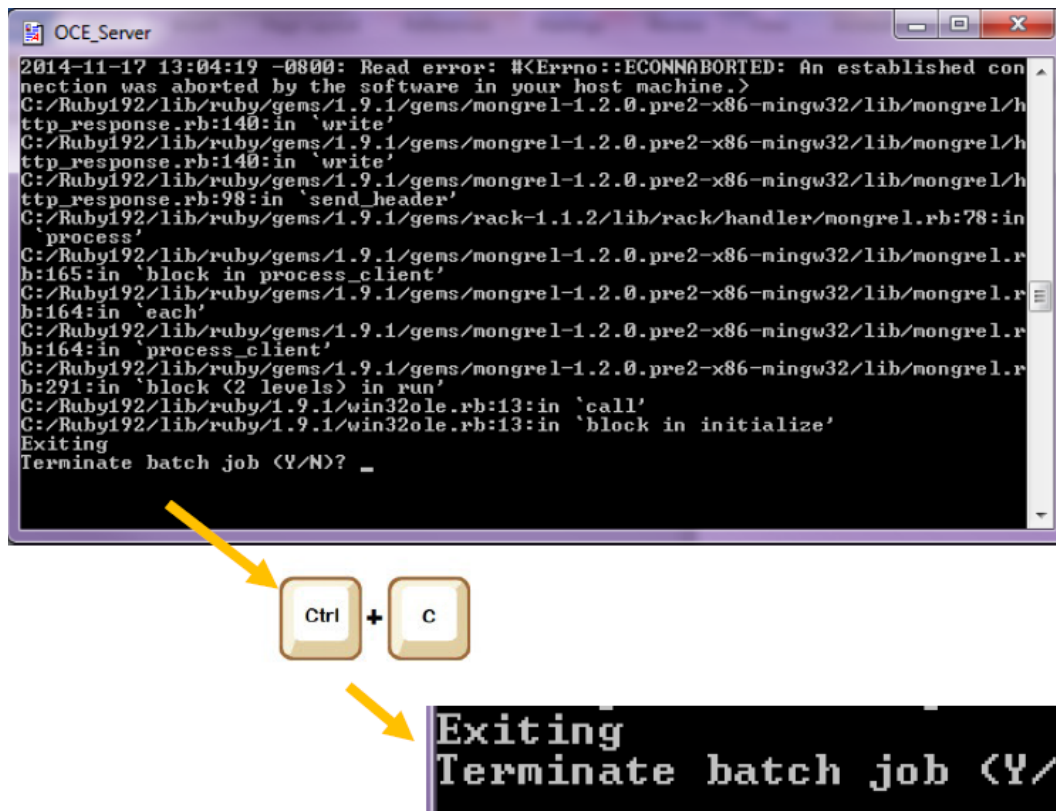 OCE_Server
2014-11-17 13:04:19 -0800: Read error: #<Errno::ECONNABORTED: An established con
nection was aborted by the software in your host machine.>
C:/Ruby192/lib/ruby/gems/1.9.1/gems/mongrel-1.2.0.pre2-x86-mingw32/lib/mongrel/h
ttp_response.rb:140:in `write'
C:/Ruby192/lib/ruby/gems/1.9.1/gems/mongrel-1.2.0.pre2-x86-mingw32/lib/mongrel/h
ttp_response.rb:140:in `write'
C:/Ruby192/lib/ruby/gems/1.9.1/gems/mongrel-1.2.0.pre2-x86-mingw32/lib/mongrel/h
ttp_response.rb:98:in `send_header'
C:/Ruby192/lib/ruby/gems/1.9.1/gems/rack-1.1.2/lib/rack/handler/mongrel.rb:78:in
`process'
C:/Ruby192/lib/ruby/gems/1.9.1/gems/mongrel-1.2.0.pre2-x86-mingw32/lib/mongrel.r
b:165:in `block in process_client'
C:/Ruby192/lib/ruby/gems/1.9.1/gems/mongrel-1.2.0.pre2-x86-mingw32/lib/mongrel.r
b:164:in `each'
C:/Ruby192/lib/ruby/gems/1.9.1/gems/mongrel-1.2.0.pre2-x86-mingw32/lib/mongrel.r
b:164:in `process_client'
C:/Ruby192/lib/ruby/gems/1.9.1/gems/mongrel-1.2.0.pre2-x86-mingw32/lib/mongrel.r
b:291:in `block (2 levels) in run'
C:/Ruby192/lib/ruby/1.9.1/win32ole.rb:13:in `call'
C:/Ruby192/lib/ruby/1.9.1/win32ole.rb:13:in `block in initialize'
Exiting
Terminate batch job (Y/N)? _
Ctrl + C
Exiting
Terminate batch job (Y/